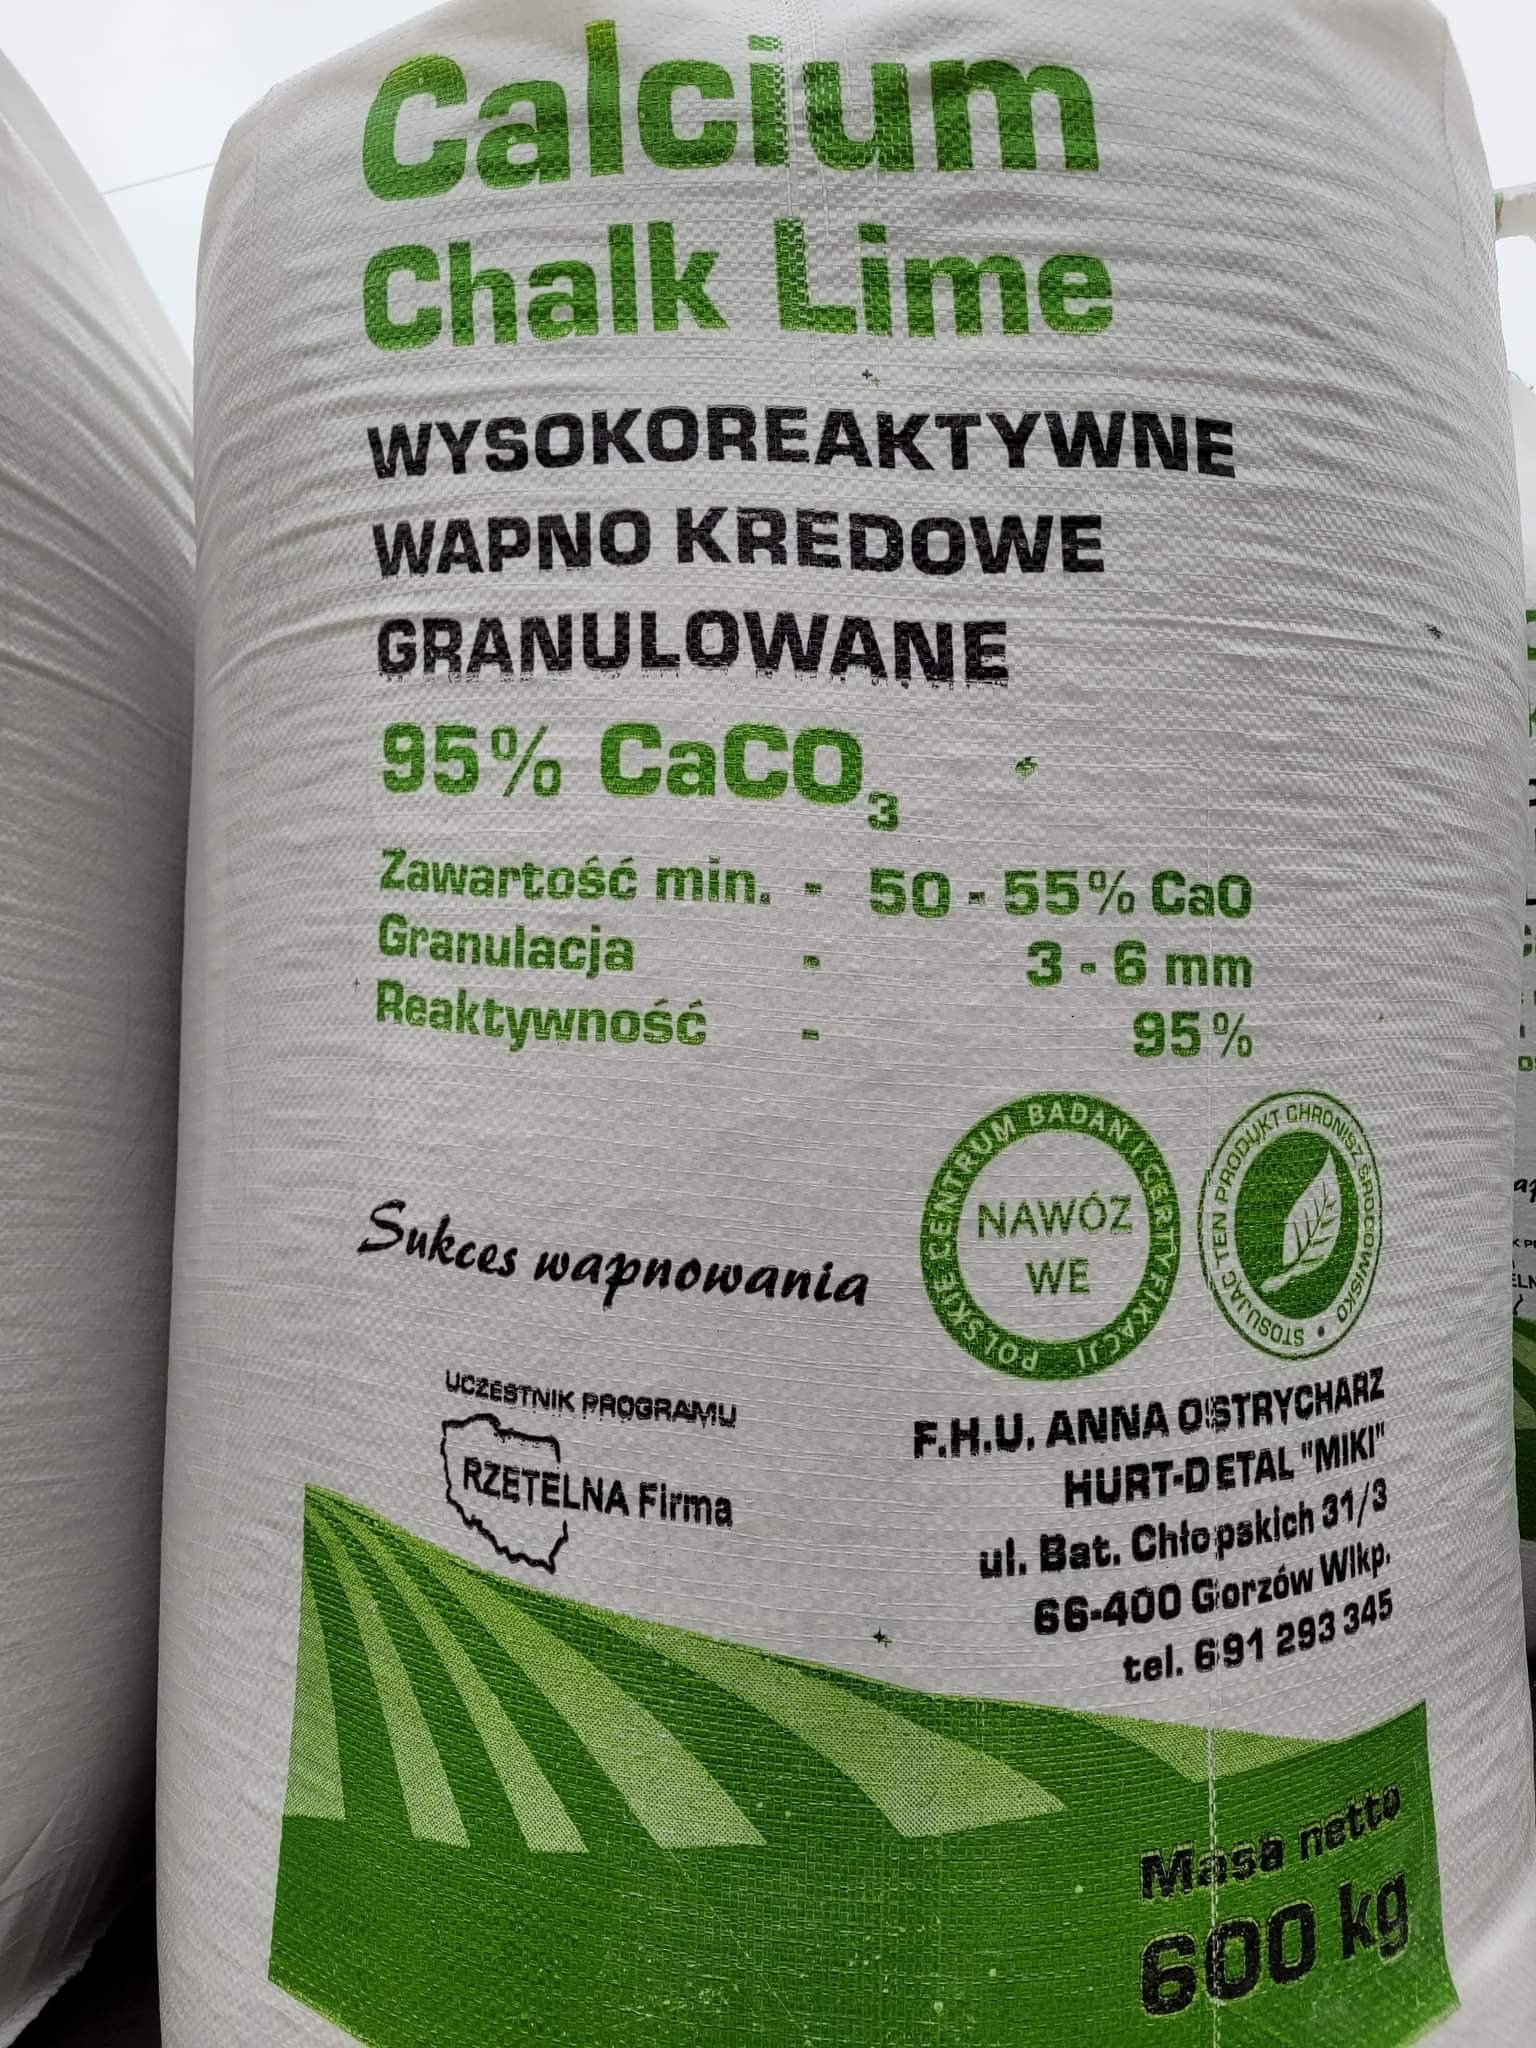 Calcium
Chalk Lime
WYSOKOREAKTYWNE
WAPNO KREDOWE
GRANULOWANE
95% CaCO3
Zawartość min. - 50 - 55% CaO
Granulacja - 3 - 6 mm
Reaktywność - 95%
POLSKIE CENTRUM BADAŃ I CERTYFIKACJI
NAWÓZ
WE
STOSUJĄC TEN PRODUKT CHRONISZ ŚRODOWISKO •
Sukces wapnowania
UCZESTNIK PROGRAMU
RZETELNA Firma
F.H.U. ANNA OSTRYCHARZ
HURT-DETAL "MIKI"
ul. Bat. Chłopskich 31/3
66-400 Gorzów Wlkp.
tel. 691 293 345
Masa netto
600 kg